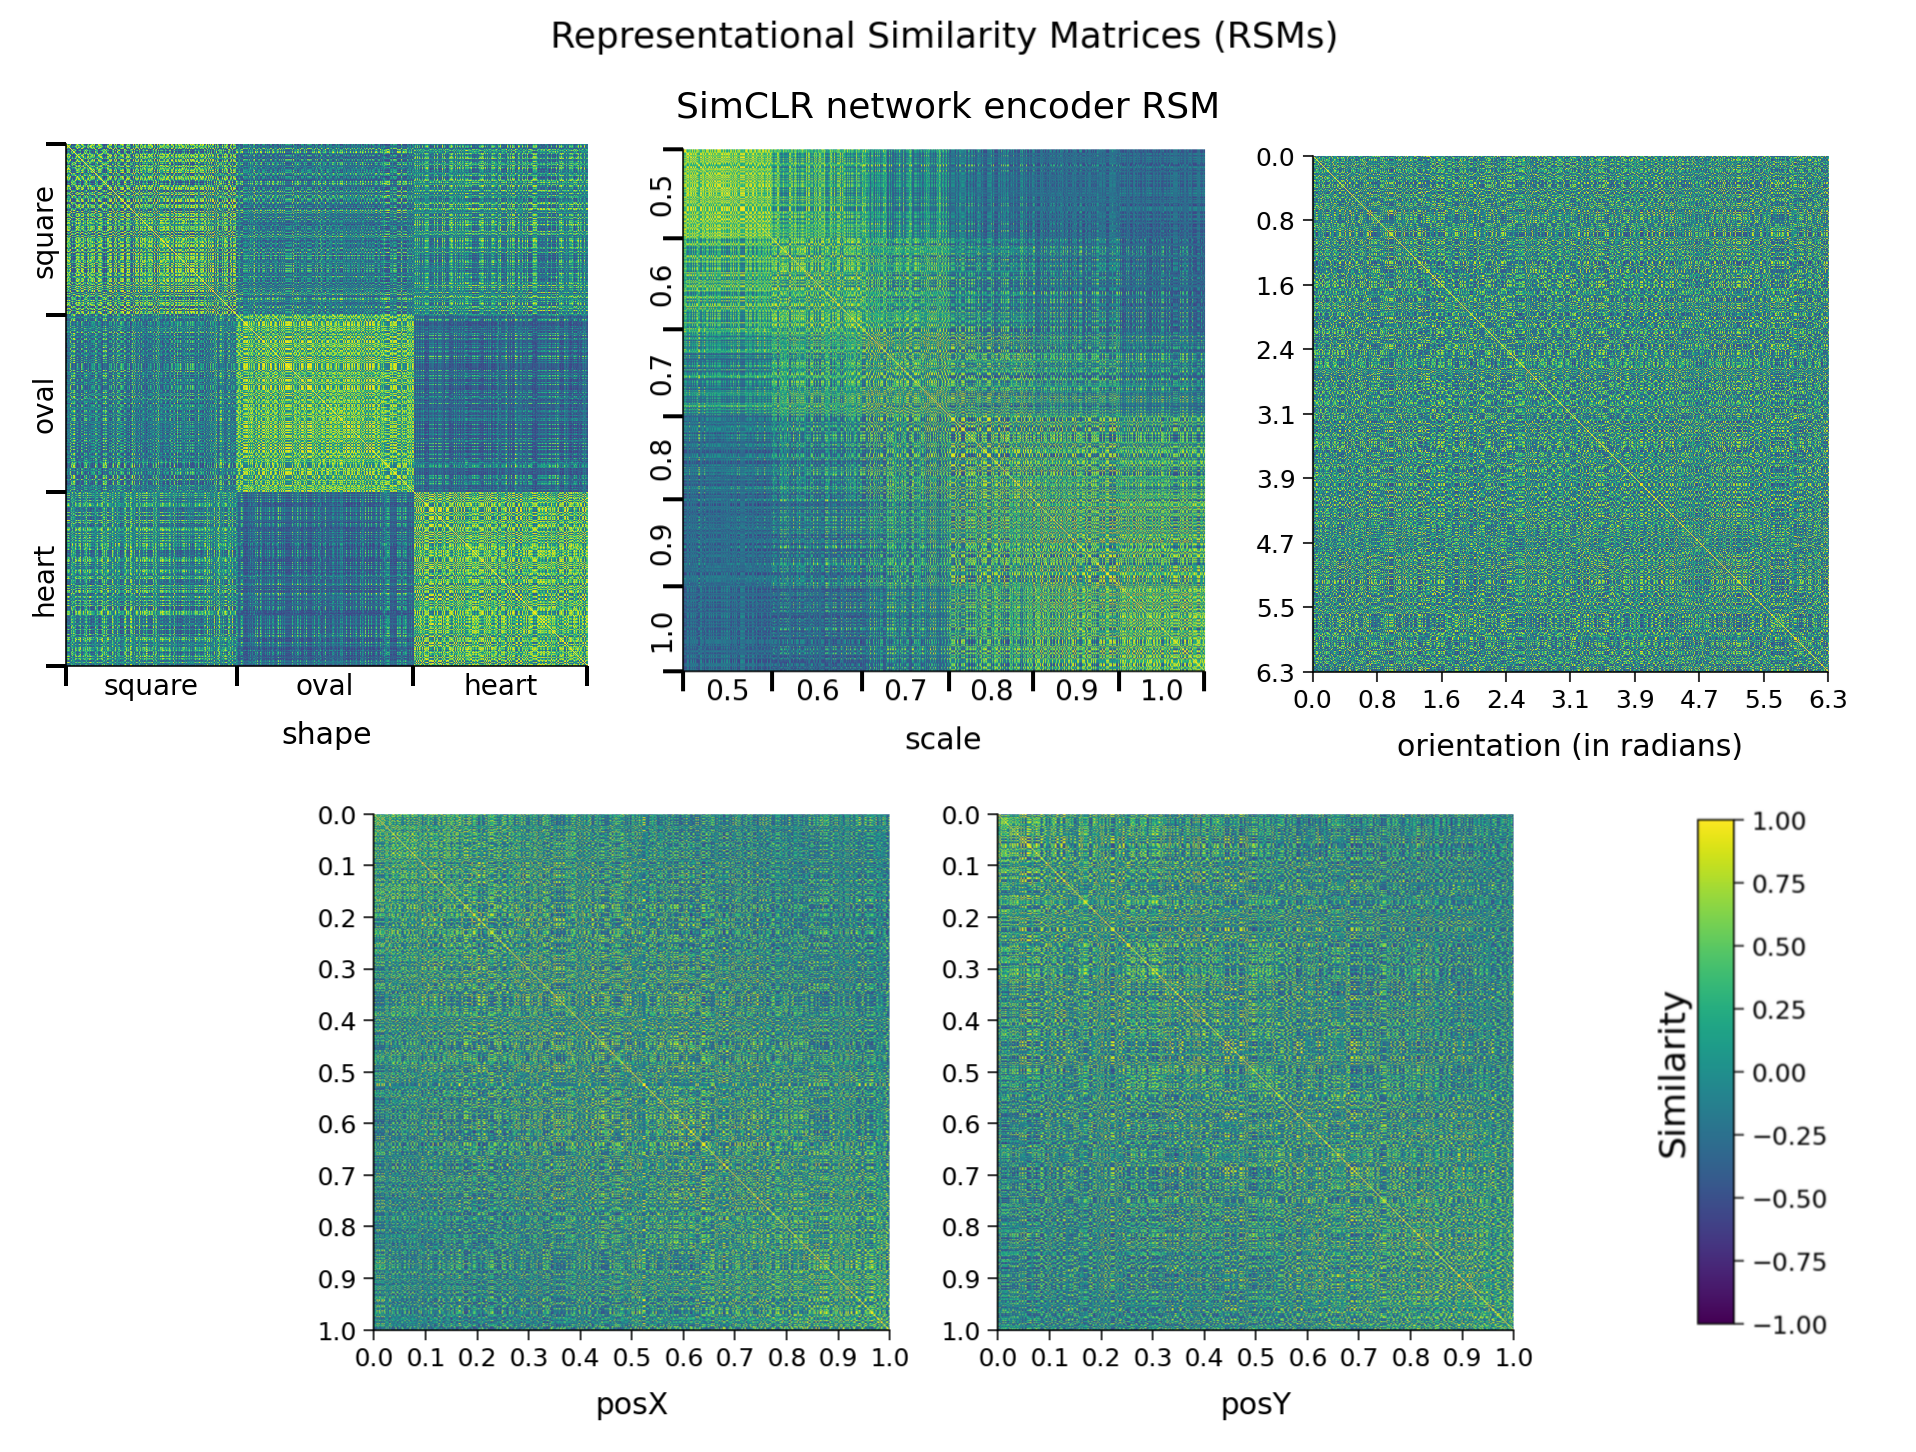 Representational Similarity Matrices (RSMs)
SimCLR network encoder RSM
square
oval
heart
square oval heart
shape
0.5
0.6
0.7
0.8
0.9
1.0
0.5 0.6 0.7 0.8 0.9 1.0
scale
0.0
0.8
1.6
2.4
3.1
3.9
4.7
5.5
6.3
0.0 0.8 1.6 2.4 3.1 3.9 4.7 5.5 6.3
orientation (in radians)
0.0
0.1
0.2
0.3
0.4
0.5
0.6
0.7
0.8
0.9
1.0
0.0 0.1 0.2 0.3 0.4 0.5 0.6 0.7 0.8 0.9 1.0
posX
0.0
0.1
0.2
0.3
0.4
0.5
0.6
0.7
0.8
0.9
1.0
0.0 0.1 0.2 0.3 0.4 0.5 0.6 0.7 0.8 0.9 1.0
posY
Similarity
1.00
0.75
0.50
0.25
0.00
−0.25
−0.50
−0.75
−1.00